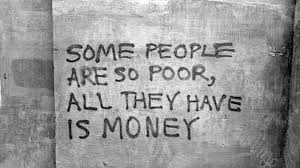 SOME PEOPLE
ARE SO POOR,
ALL THEY HAVE
IS MONEY